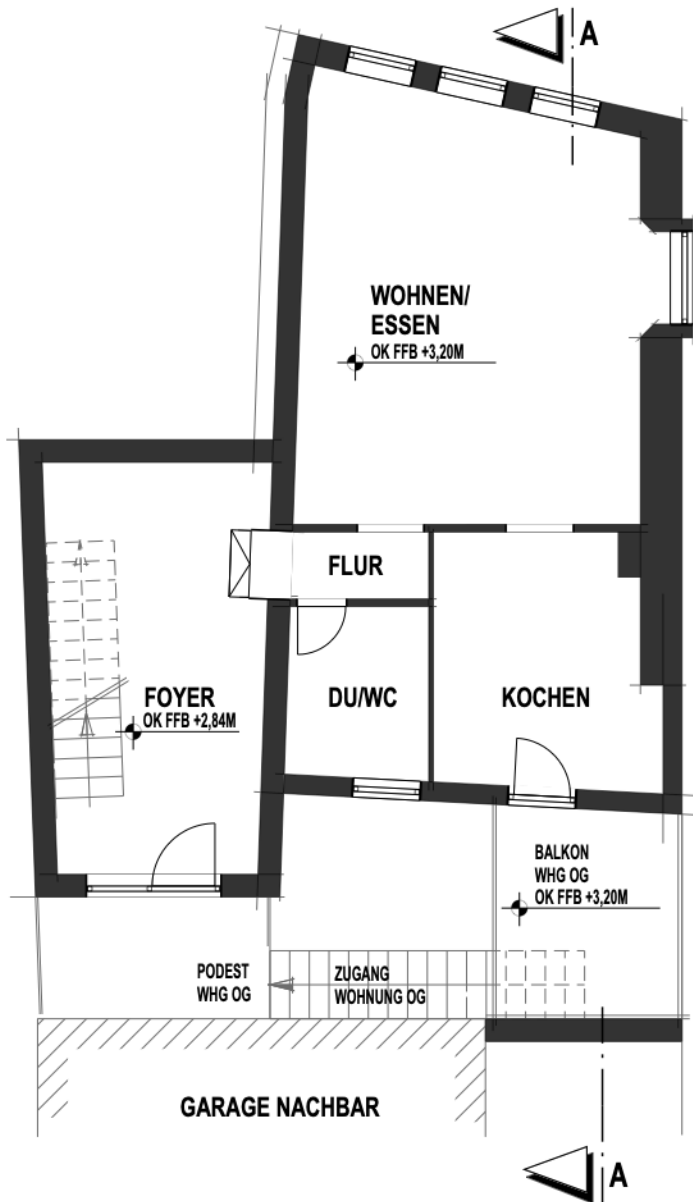 A
WOHNEN/
ESSEN
OK FFB +3,20M
FLUR
FOYER
OK FFB +2,84M
DU/WC
KOCHEN
BALKON
WHG OG
OK FFB +3,20M
PODEST
WHG OG
ZUGANG
WOHNUNG OG
GARAGE NACHBAR
A